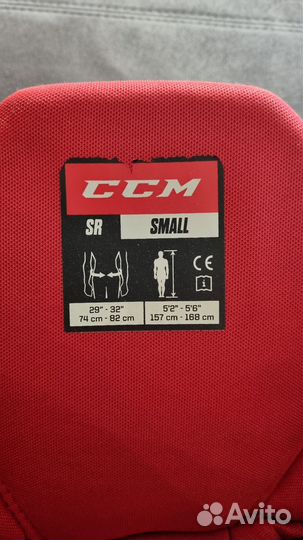 CCM
SR SMALL
29" - 32" 5'2" - 5'6"
74 cm - 82 cm 157 cm - 168 cm
CE
i
Avito